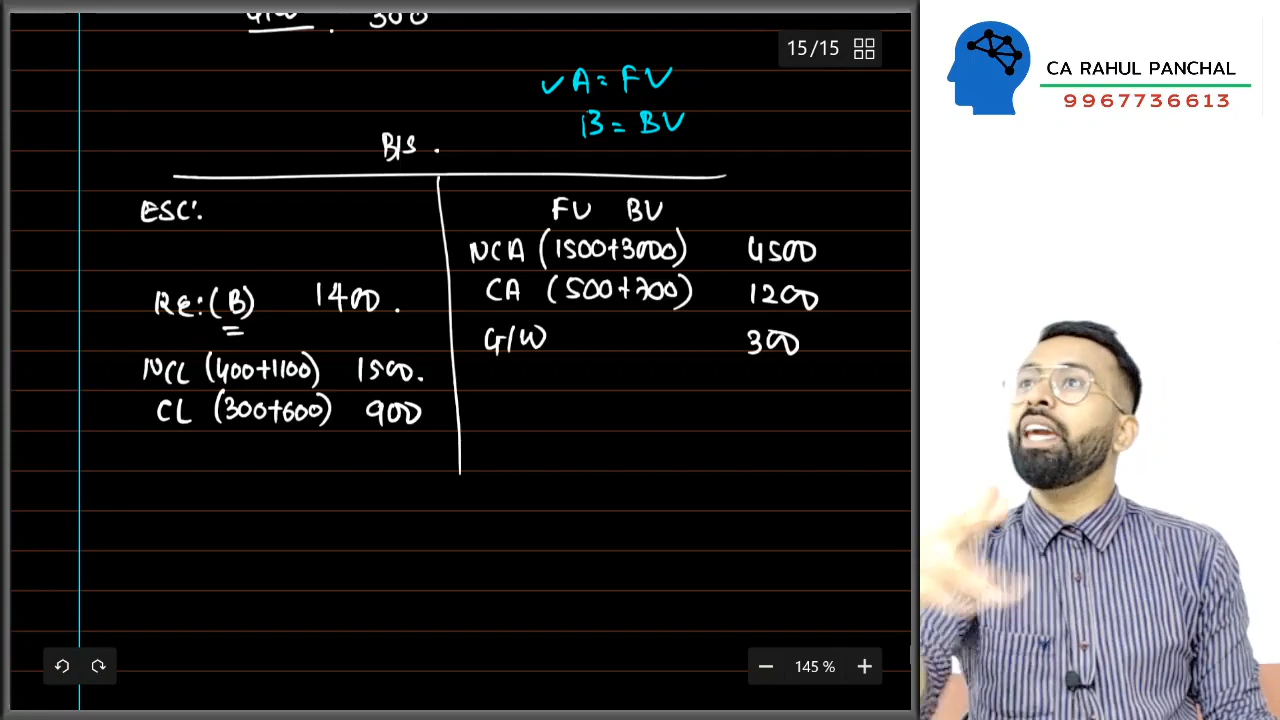 300
15/15
✓ A = FV
B = BV
B/S .
ESC:
FV BV
NCA (1500+3000) 4500
CA (500+700) 1200
G/W 300
RE: (B) 1400.
NCL (400+1100) 1500.
CL (300+600) 900
145 %
CA RAHUL PANCHAL
9967736613